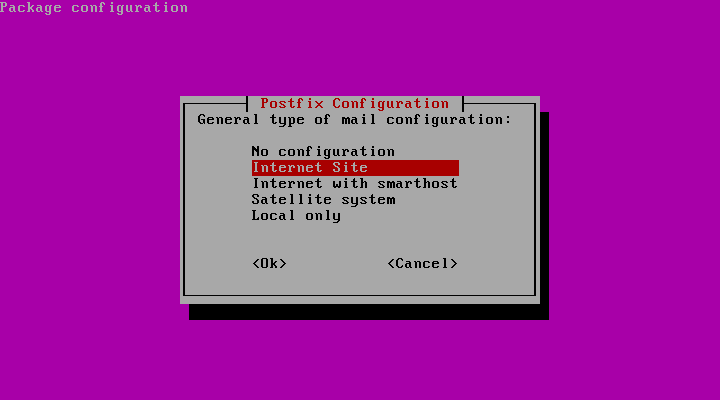 Package configuration
Postfix Configuration
General type of mail configuration:
No configuration
Internet Site
Internet with smarthost
Satellite system
Local only
<Ok> <Cancel>